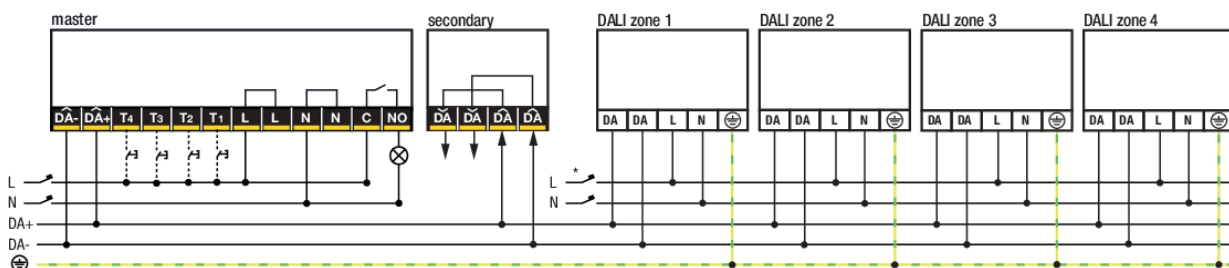 master secondary DALI zone 1 DALI zone 2 DALI zone 3 DALI zone 4
DA- DA+ T4 T3 T2 T1 L L N N C NO DA DA DA DA DA DA L N DA DA L N DA DA L N DA DA L N
L L *
N N
DA+
DA-